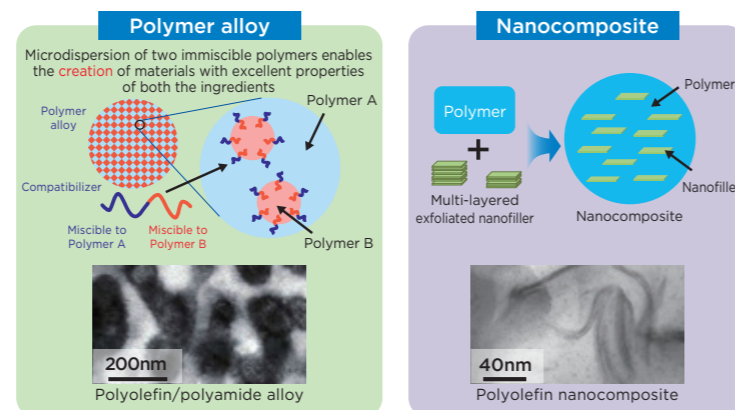 Polymer alloy
Microdispersion of two immiscible polymers enables
the creation of materials with excellent properties
of both the ingredients
Polymer
alloy
Polymer A
Compatibilizer
Miscible to
Polymer A
Miscible to
Polymer B
Polymer B
200nm
Polyolefin/polyamide alloy
Nanocomposite
Polymer
Polymer
+
Nanofiller
Multi-layered
exfoliated nanofiller
Nanocomposite
40nm
Polyolefin nanocomposite